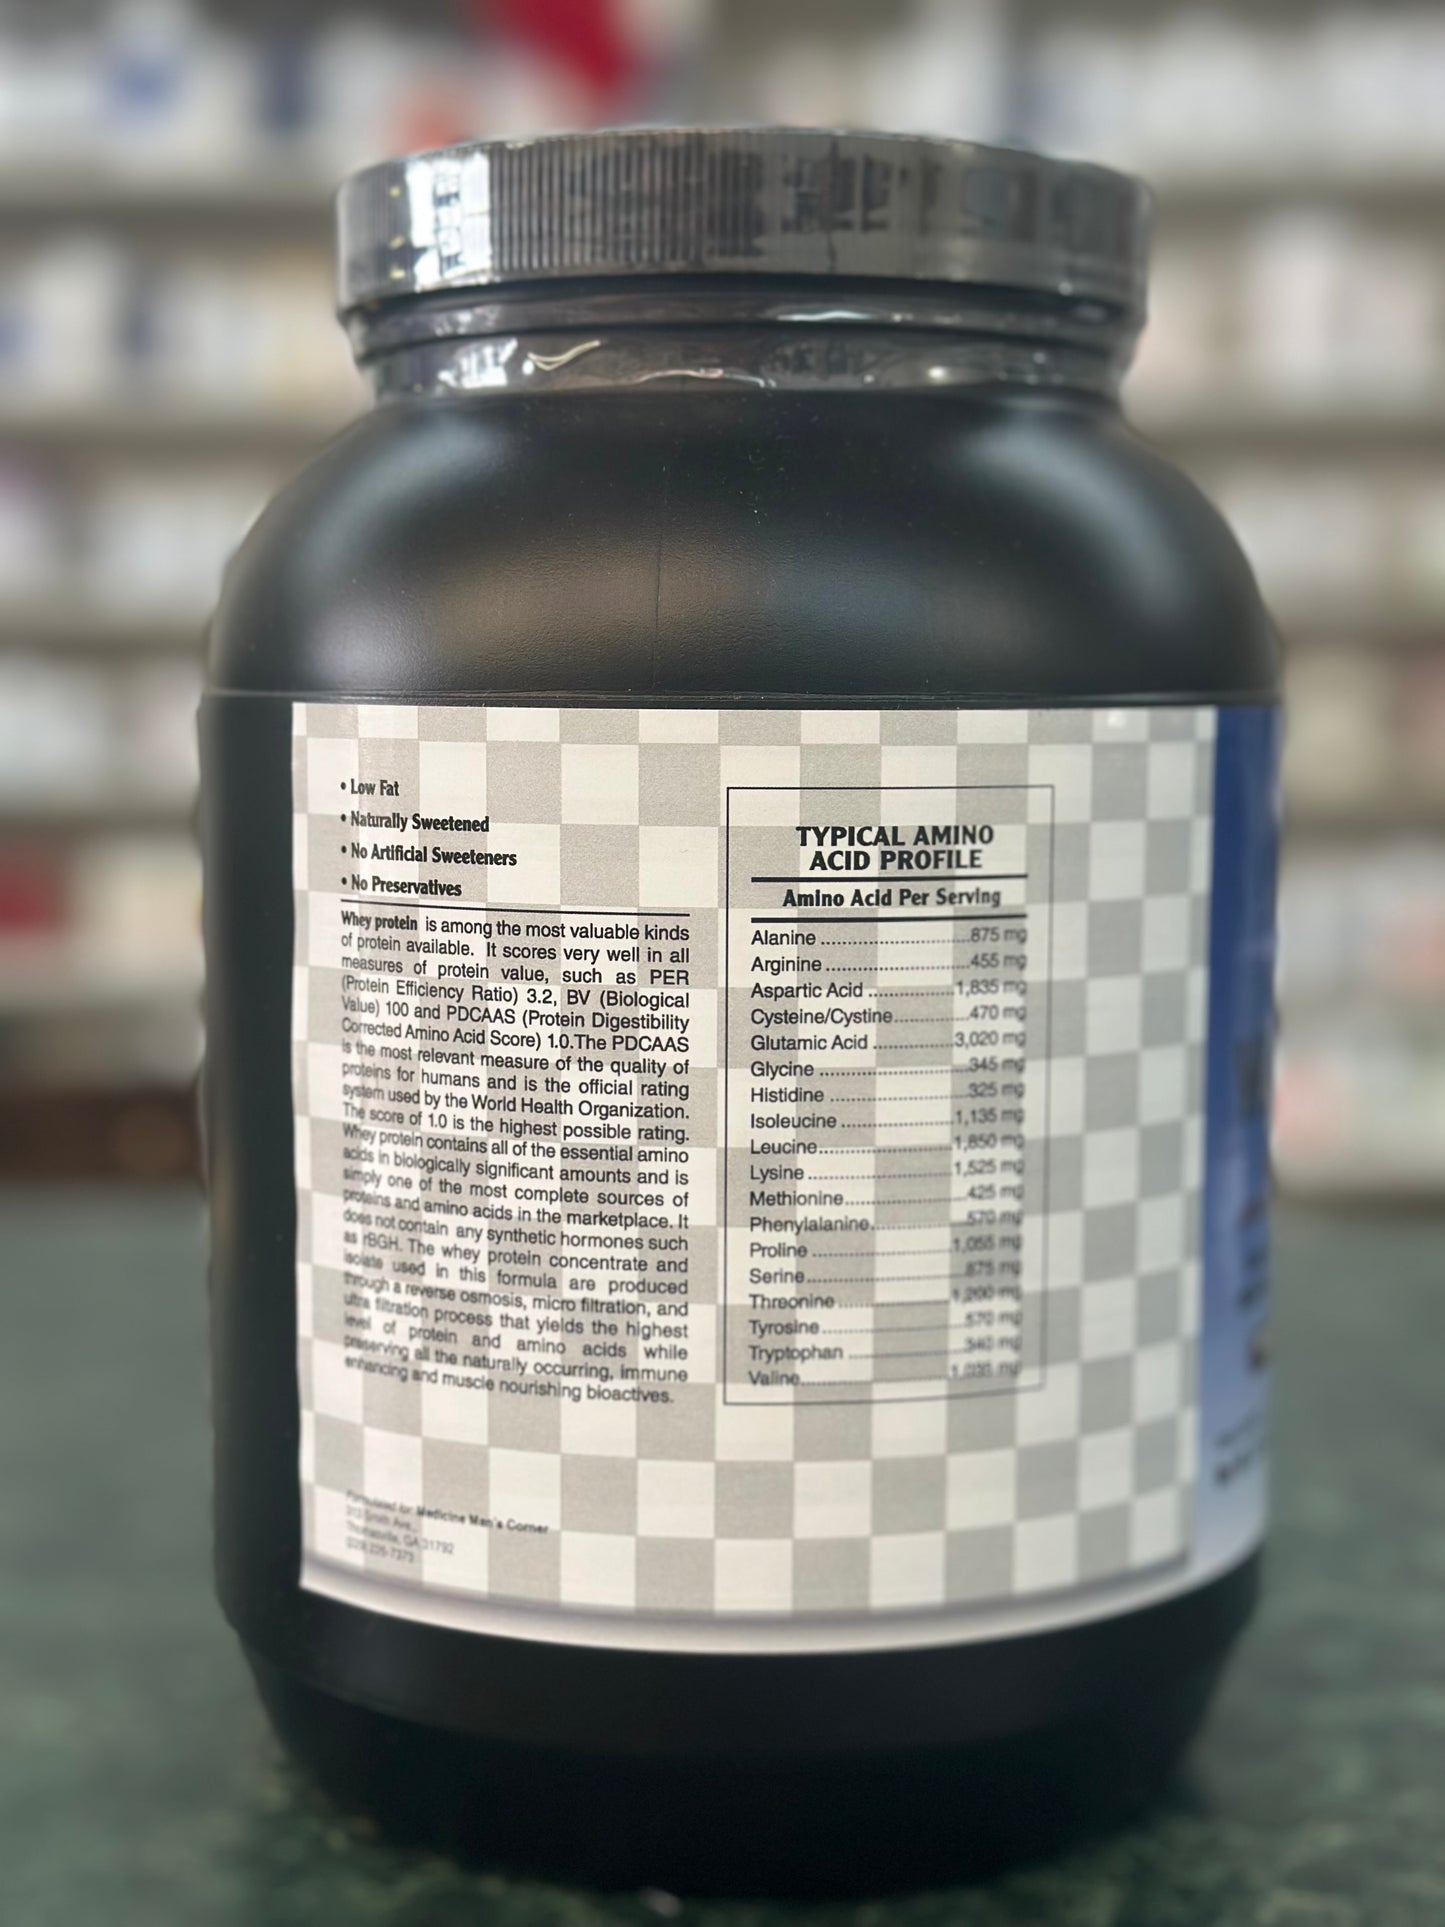 • Low Fat
• Naturally Sweetened
• No Artificial Sweeteners
• No Preservatives
Whey protein is among the most valuable kinds
of protein available. It scores very well in all
measures of protein value, such as PER
(Protein Efficiency Ratio) 3.2, BV (Biological
Value) 100 and PDCAAS (Protein Digestibility
Corrected Amino Acid Score) 1.0.The PDCAAS
is the most relevant measure of the quality of
proteins for humans and is the official rating
system used by the World Health Organization.
The score of 1.0 is the highest possible rating.
Whey protein contains all of the essential amino
acids in biologically significant amounts and is
simply one of the most complete sources of
proteins and amino acids in the marketplace. It
does not contain any synthetic hormones such
as rBGH. The whey protein concentrate and
isolate used in this formula are produced
through a reverse osmosis, micro filtration, and
ultra filtration process that yields the highest
level of protein and amino acids while
preserving all the naturally occurring, immune
enhancing and muscle nourishing bioactives.
Formulated for: Medicine Man's Corner
Thomasville, GA 31792
TYPICAL AMINO
ACID PROFILE
Amino Acid Per Serving
Alanine ..........................875 mg
Arginine .........................455 mg
Aspartic Acid ...............1,835 mg
Cysteine/Cystine.............470 mg
Glutamic Acid ..............3,020 mg
Glycine ..........................345 mg
Histidine ........................325 mg
Isoleucine ....................1,135 mg
Leucine........................1,850 mg
Lysine ..........................1,525 mg
Methionine......................425 mg
Phenylalanine.................570 mg
Proline .........................1,055 mg
Serine.............................875 mg
Threonine ....................1,200 mg
Tyrosine..........................570 mg
Tryptophan .................... mg
Valine........................... mg